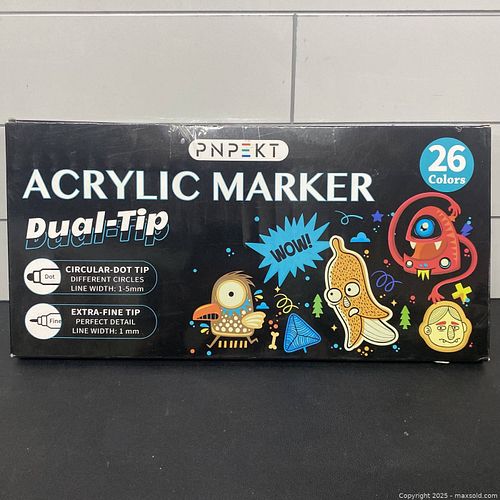 PNPEKT
26
Colors
ACRYLIC MARKER
Dual-Tip
WOW!
Dot
CIRCULAR-DOT TIP
DIFFERENT CIRCLES
LINE WIDTH: 1-5mm
Fine
EXTRA-FINE TIP
PERFECT DETAIL
LINE WIDTH: 1 mm
Copyright 2025 - maxsold.com